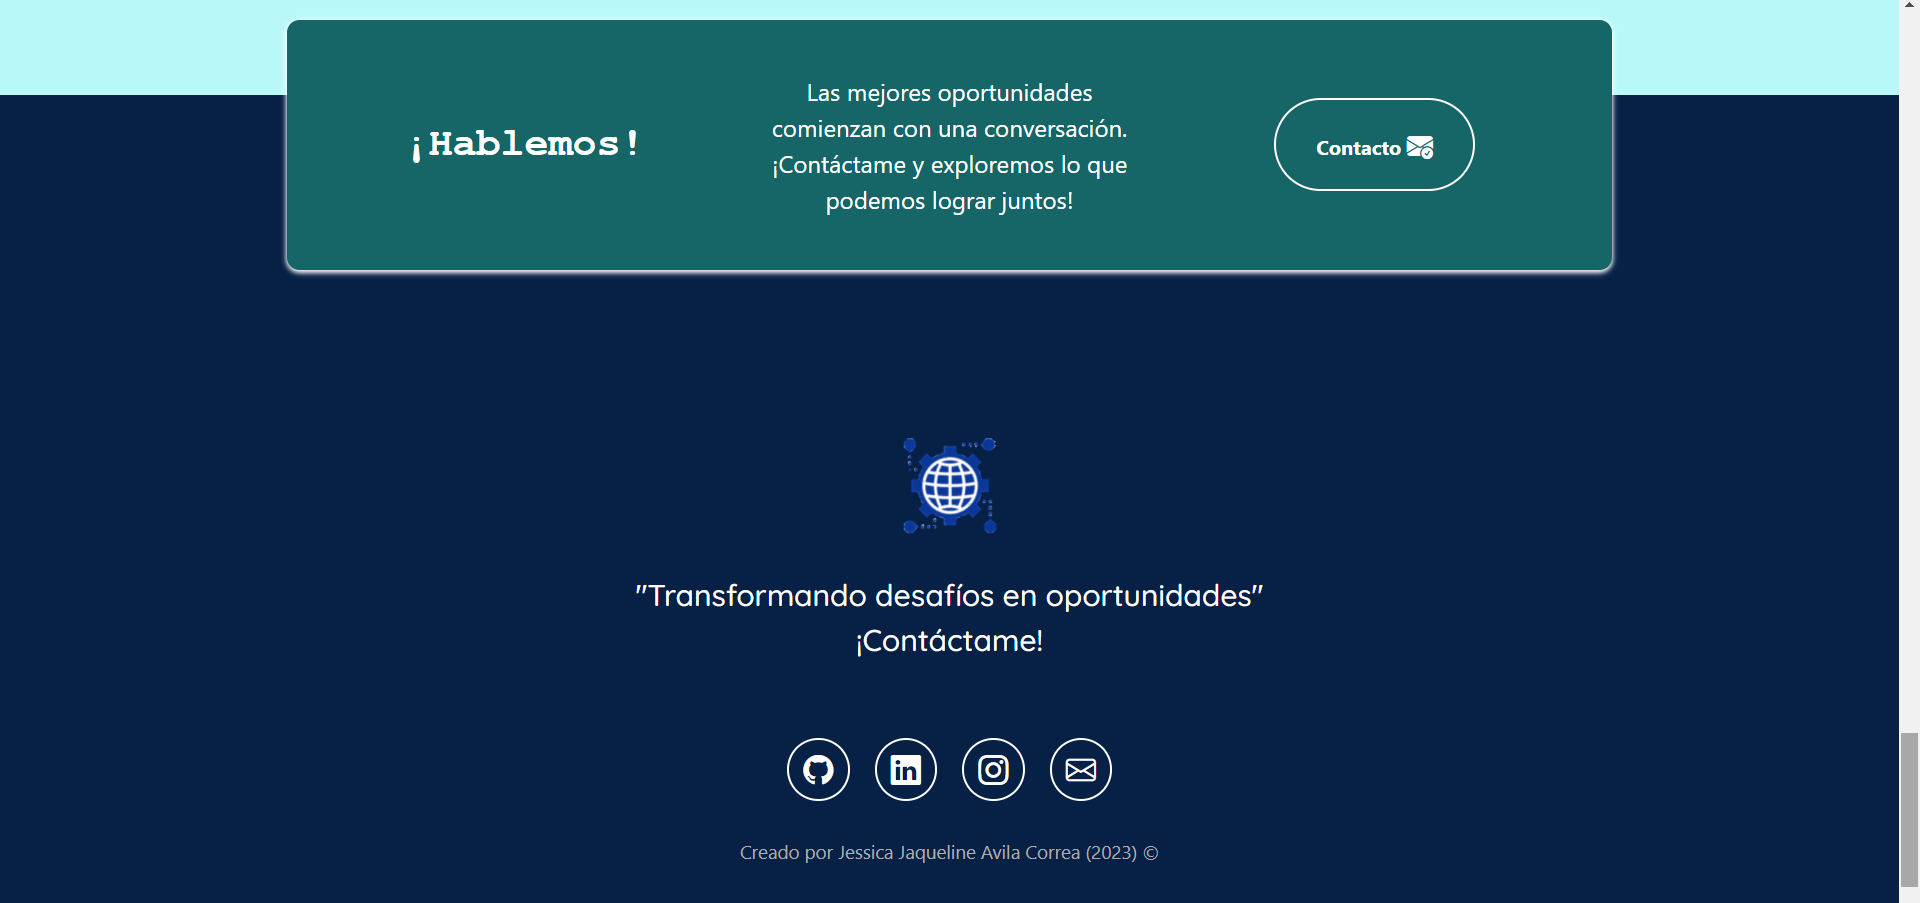 ¡Hablemos!
Las mejores oportunidades
comienzan con una conversación.
¡Contáctame y exploremos lo que
podemos lograr juntos!
Contacto
"Transformando desafíos en oportunidades"
¡Contáctame!
in
Creado por Jessica Jaqueline Avila Correa (2023) ©